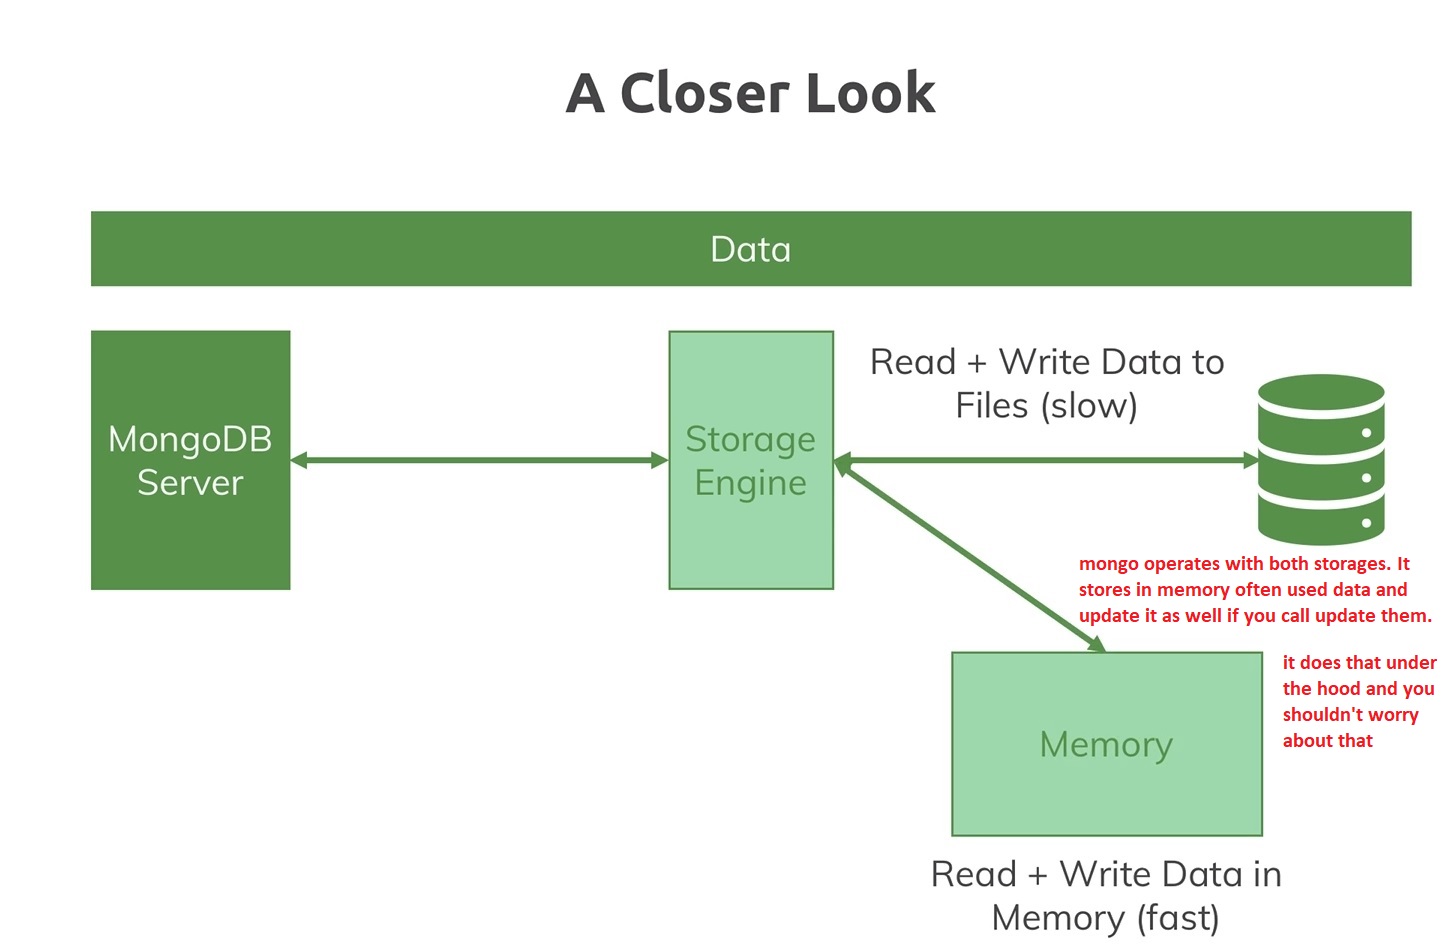 A Closer Look
Data
MongoDB
Server
Storage
Engine
Read + Write Data to
Files (slow)
mongo operates with both storages. It
stores in memory often used data and
update it as well if you call update them.
it does that under
the hood and you
shouldn't worry
about that
Memory
Read + Write Data in
Memory (fast)